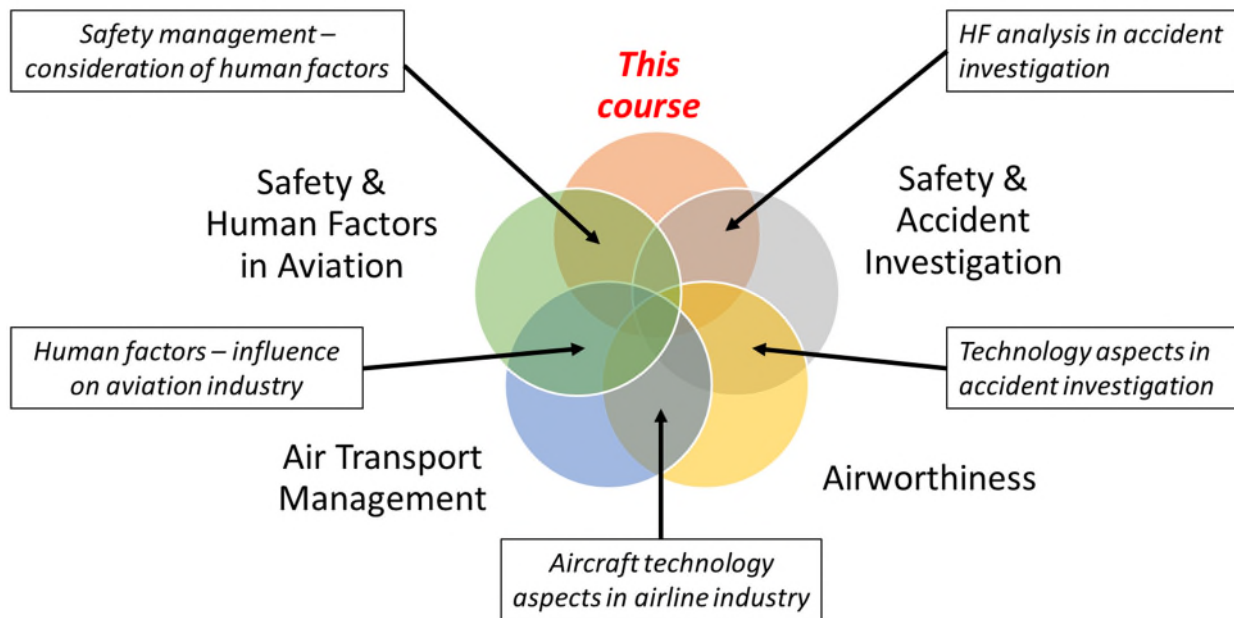 Safety management –
consideration of human factors
This
course
HF analysis in accident
investigation
Safety &
Human Factors
in Aviation
Safety &
Accident
Investigation
Human factors – influence
on aviation industry
Technology aspects in
accident investigation
Air Transport
Management
Airworthiness
Aircraft technology
aspects in airline industry